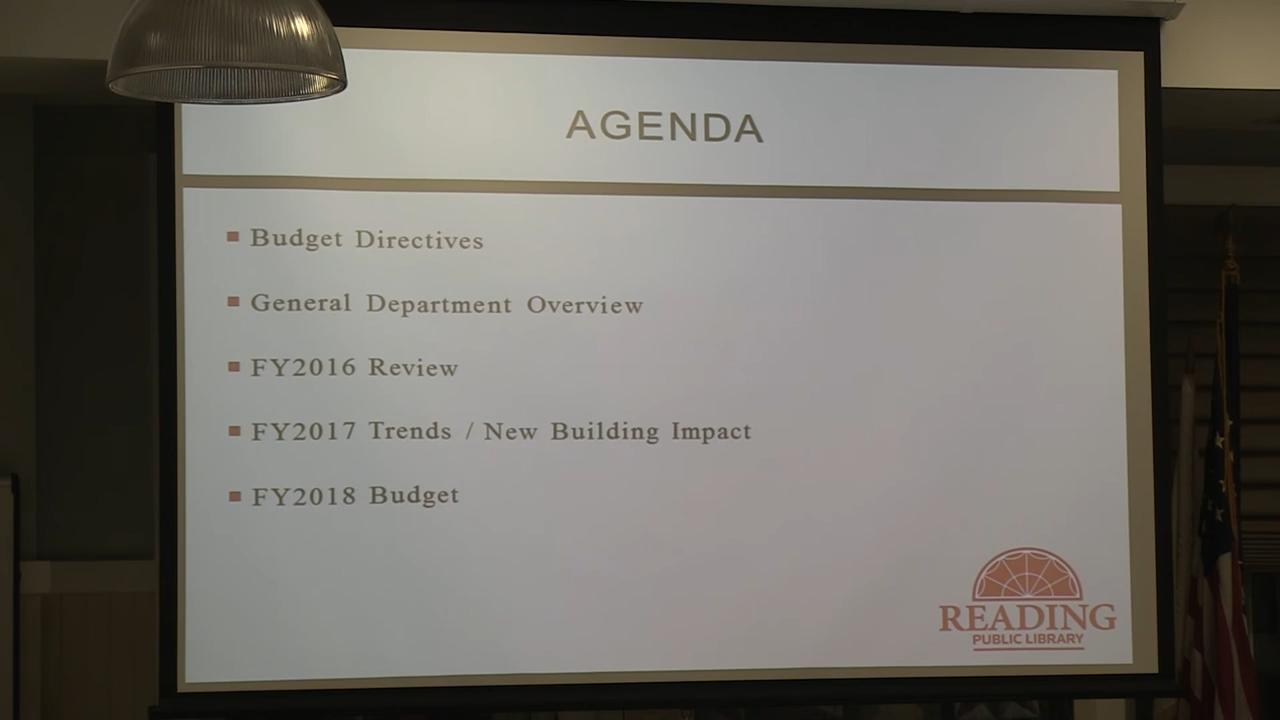 AGENDA
Budget Directives
General Department Overview
FY2016 Review
FY2017 Trends / New Building Impact
FY2018 Budget
READING
PUBLIC LIBRARY